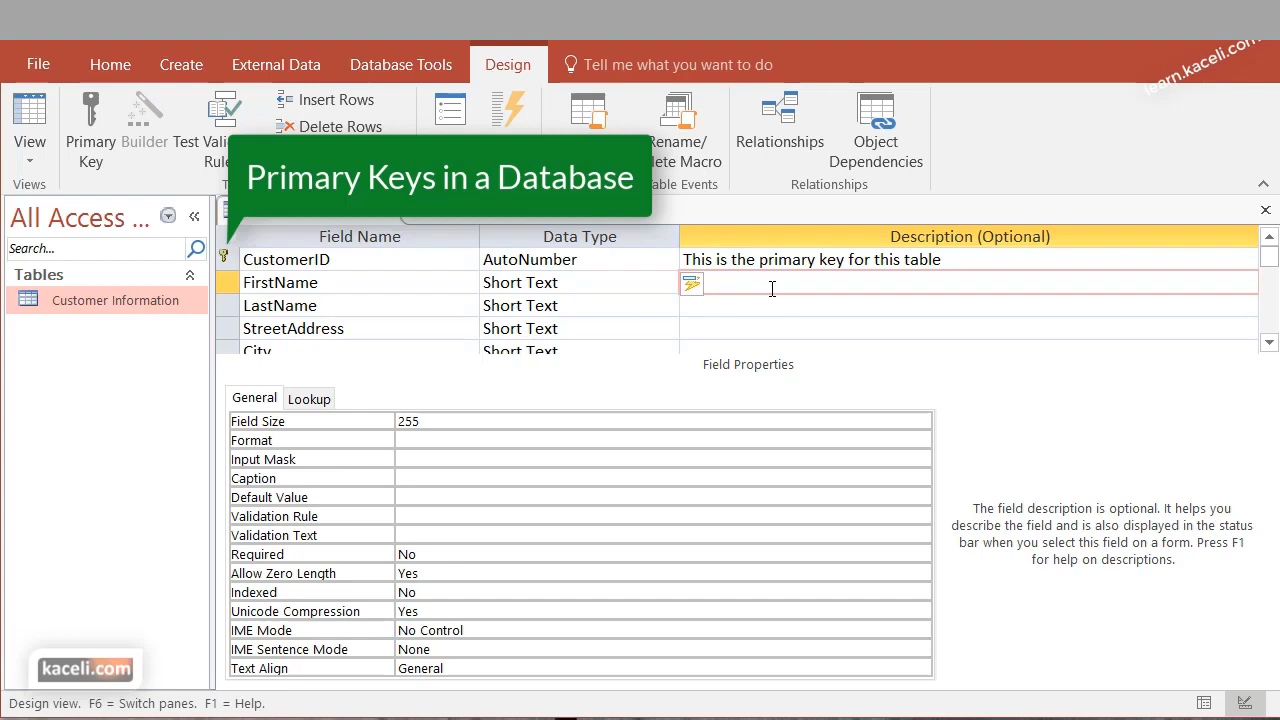 learn.kaceli.com
File
Home
Create
External Data
Database Tools
Design
Tell me what you want to do
View
Primary
Key
Builder
Test Vali
Rul
Insert Rows
Delete Rows
Rename/
lete Macro
Relationships
Object
Dependencies
Views
T
able Events
Relationships
Primary Keys in a Database
All Access ...
Search...
Tables
Customer Information
Field Name
Data Type
Description (Optional)
CustomerID
AutoNumber
This is the primary key for this table
FirstName
Short Text
LastName
Short Text
StreetAddress
Short Text
City
Short Text
Field Properties
General
Lookup
Field Size
255
Format
Input Mask
Caption
Default Value
Validation Rule
Validation Text
Required
No
Allow Zero Length
Yes
Indexed
No
Unicode Compression
Yes
IME Mode
No Control
IME Sentence Mode
None
Text Align
General
The field description is optional. It helps you
describe the field and is also displayed in the status
bar when you select this field on a form. Press F1
for help on descriptions.
kaceli.com
Design view. F6 = Switch panes. F1 = Help.